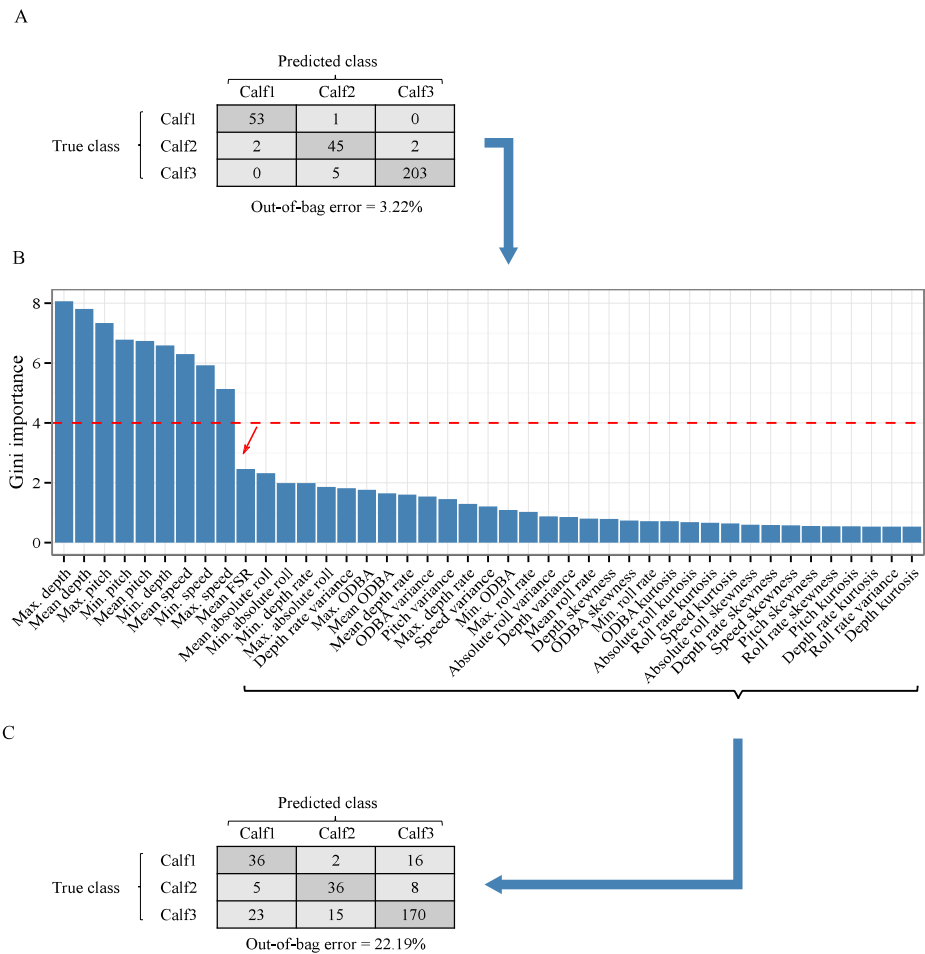 A
Predicted class
Calf1 Calf2 Calf3
Calf1 53 1 0
True class Calf2 2 45 2
Calf3 0 5 203
Out-of-bag error = 3.22%
B
Gini importance
8
6
4
2
0
Max. depth
Mean depth
Max. pitch
Min. pitch
Mean pitch
Min. depth
Mean speed
Min. speed
Max. speed
Mean FSR
Mean absolute roll
Min. absolute roll
Min. depth rate
Max. absolute roll
Depth rate variance
Max. ODBA
Mean ODBA
Mean depth rate
ODBA variance
Pitch variance
Max. depth rate
Speed variance
Min. ODBA
Max. roll rate
Absolute roll variance
Depth variance
Mean roll rate
Depth skewness
ODBA skewness
Min. roll rate
ODBA kurtosis
Absolute roll kurtosis
Roll rate kurtosis
Speed kurtosis
Absolute roll skewness
Depth rate skewness
Speed skewness
Pitch skewness
Roll rate skewness
Pitch kurtosis
Depth rate kurtosis
Roll rate variance
Depth kurtosis
C
Predicted class
Calf1 Calf2 Calf3
Calf1 36 2 16
True class Calf2 5 36 8
Calf3 23 15 170
Out-of-bag error = 22.19%